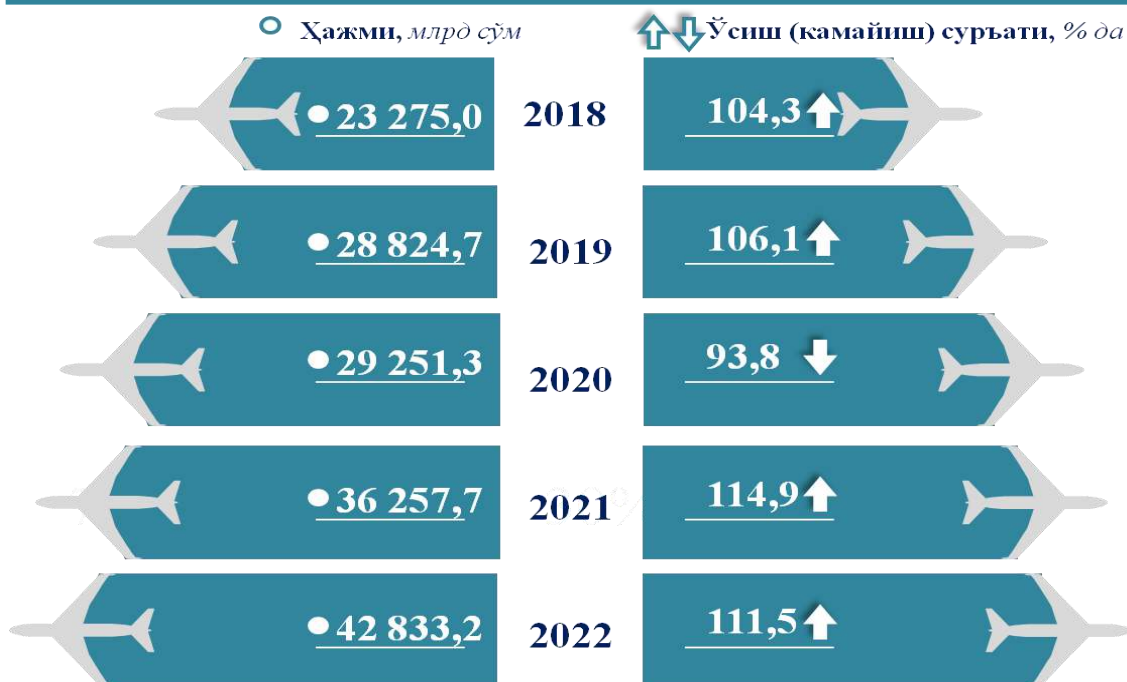 Ҳажми, млрд сўм
Ўсиш (камайиш) суръати, % да
23 275,0 2018 104,3
28 824,7 2019 106,1
29 251,3 2020 93,8
36 257,7 2021 114,9
42 833,2 2022 111,5